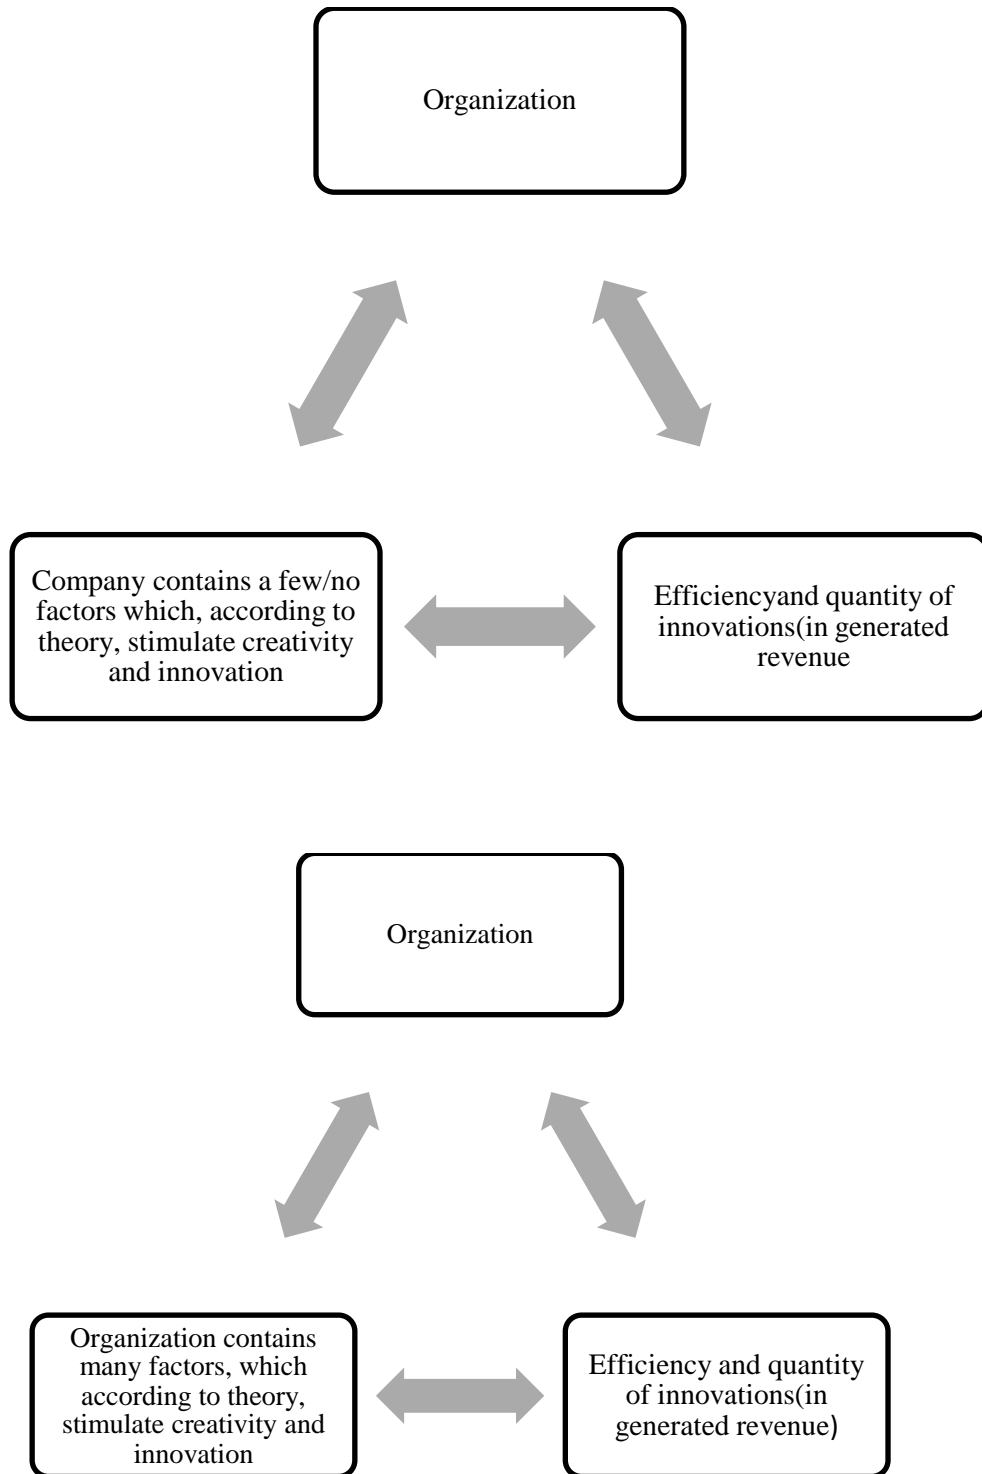 Organization
Company contains a few/no
factors which, according to
theory, stimulate creativity
and innovation
Efficiencyand quantity of
innovations(in generated
revenue
Organization
Organization contains
many factors, which
according to theory,
stimulate creativity and
innovation
Efficiency and quantity
of innovations(in
generated revenue)